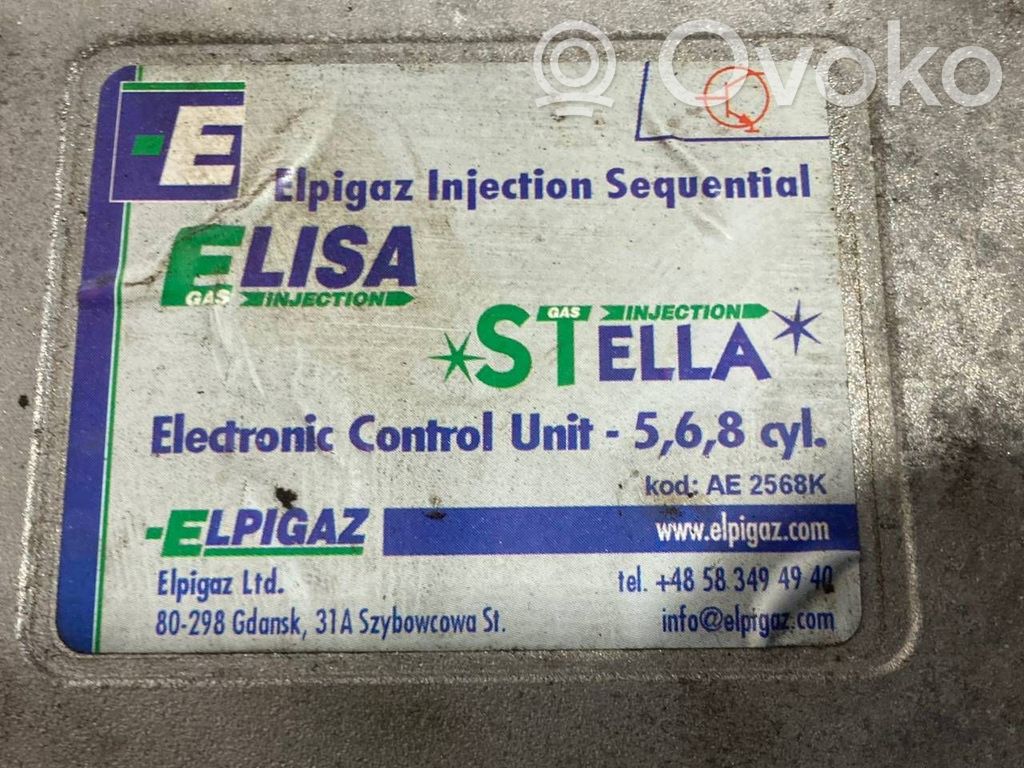 Ovoko
E
Elpigaz Injection Sequential
ELISA
GAS INJECTION
GAS INJECTION
STELLA
Electronic Control Unit - 5,6,8 cyl.
kod: AE 2568K
ELPIGAZ
www.elpigaz.com
Elpigaz Ltd.
tel. +48 58 349 49 40
80-298 Gdansk, 31A Szybowcowa St.
info@elpigaz.com